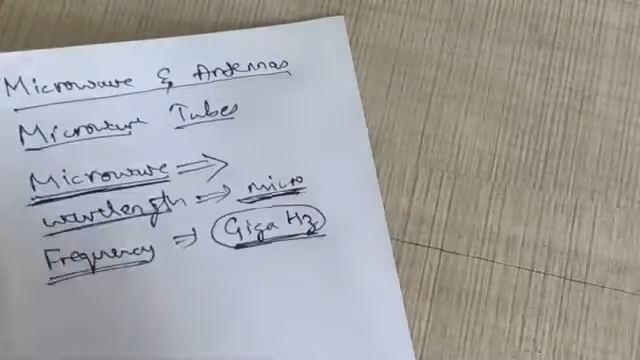 Microwave & Antennas
Microwave Tubes
Microwave ⇒
wavelength ⇒ micro
Frequency ⇒ Giga Hz